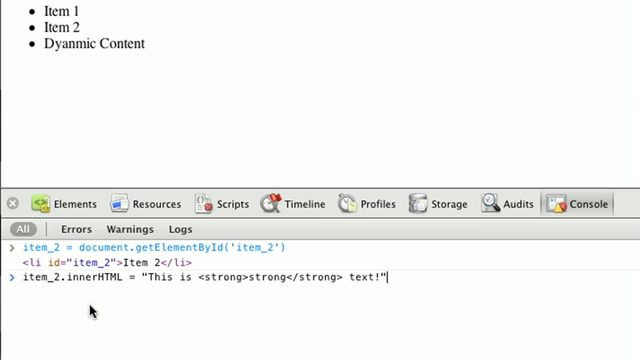 • Item 1
• Item 2
• Dyanmic Content
Elements Resources Scripts Timeline Profiles Storage Audits Console
All Errors Warnings Logs
> item_2 = document.getElementById('item_2')
<li id="item_2">Item 2</li>
> item_2.innerHTML = "This is <strong>strong</strong> text!"